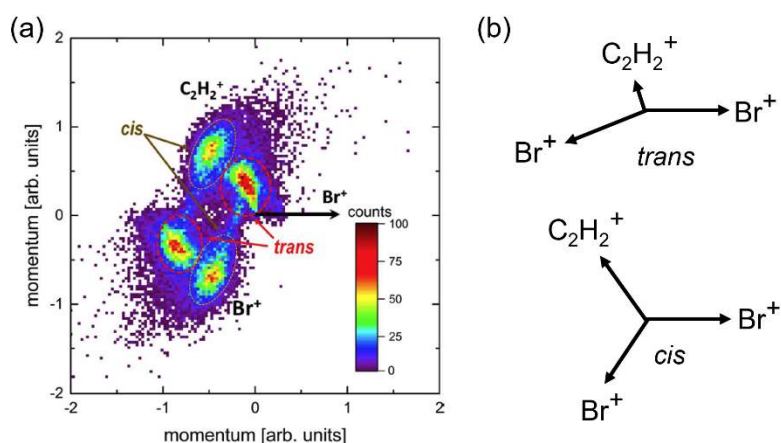 (a)
momentum [arb. units]
2
1
0
-1
-2
C₂H₂⁺
cis
Br⁺
trans
Br⁺
counts
100
75
50
25
0
-2
-1
0
1
2
momentum [arb. units]
(b)
C₂H₂⁺
Br⁺
Br⁺
trans
C₂H₂⁺
Br⁺
cis
Br⁺